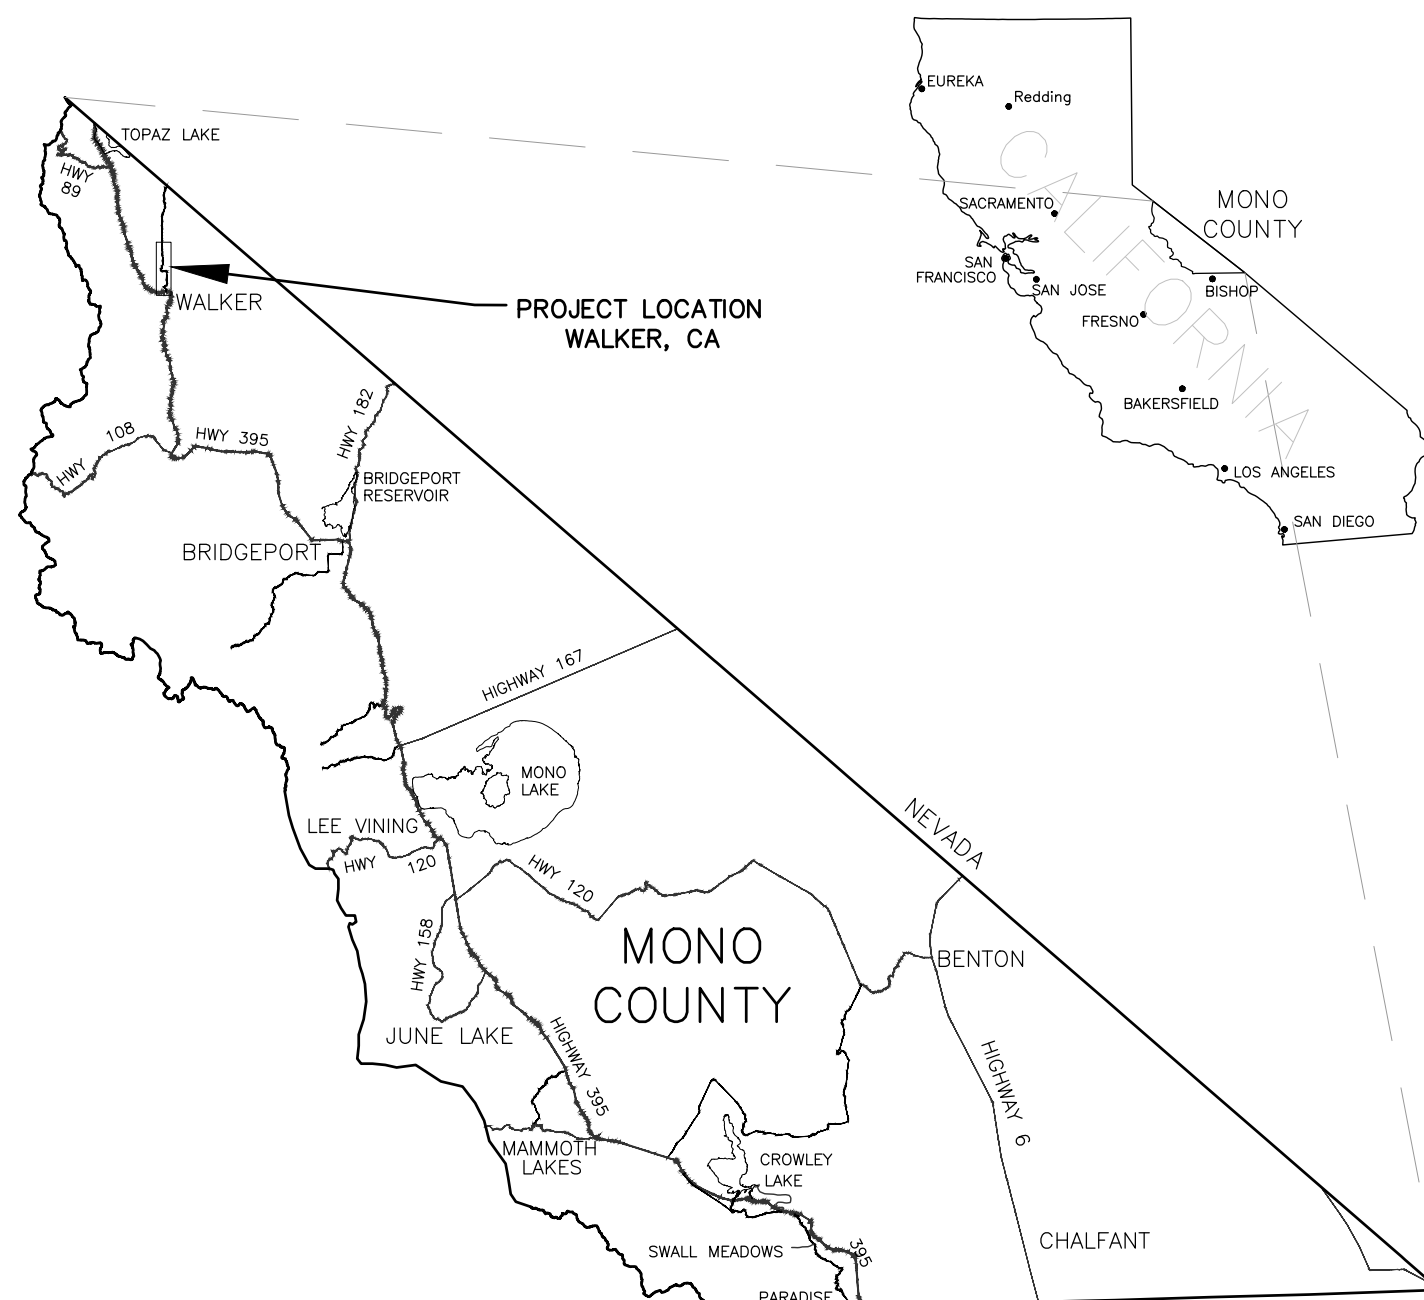 EUREKA
Redding
CALIFORNIA
SACRAMENTO
MONO
COUNTY
SAN
FRANCISCO
SAN JOSE
BISHOP
FRESNO
BAKERSFIELD
LOS ANGELES
SAN DIEGO
TOPAZ LAKE
HWY
89
WALKER
PROJECT LOCATION
WALKER, CA
HWY 182
HWY 108
HWY 395
BRIDGEPORT
RESERVOIR
BRIDGEPORT
HIGHWAY 167
MONO
LAKE
LEE VINING
HWY 120
NEVADA
HWY 120
HWY 158
MONO
COUNTY
BENTON
JUNE LAKE
HIGHWAY 395
HIGHWAY 6
MAMMOTH
LAKES
CROWLEY
LAKE
CHALFANT
SWALL MEADOWS
395
PARADISE